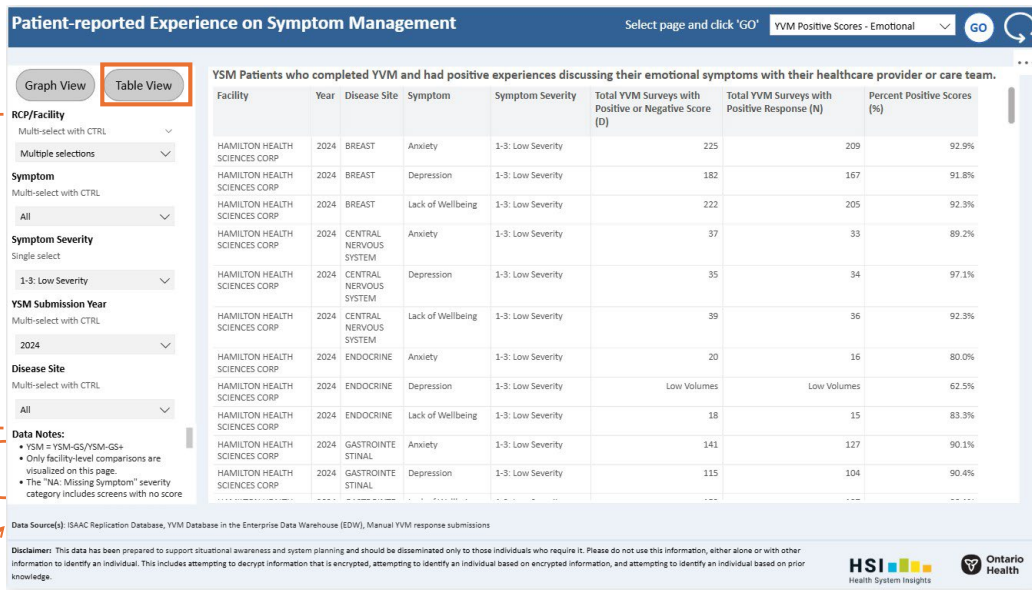 Patient-reported Experience on Symptom Management
Select page and click 'GO'
YVM Positive Scores - Emotional
GO
Graph View
Table View
RCP/Facility
Multi-select with CTRL
Multiple selections
Symptom
Multi-select with CTRL
All
Symptom Severity
Single select
1-3: Low Severity
YSM Submission Year
Multi-select with CTRL
2024
Disease Site
Multi-select with CTRL
All
Data Notes:
• YSM = YSM-GS/YSM-GS+
• Only facility-level comparisons are
visualized on this page.
• The "NA: Missing Symptom" severity
category includes screens with no score
YSM Patients who completed YVM and had positive experiences discussing their emotional symptoms with their healthcare provider or care team.
Facility Year Disease Site Symptom Symptom Severity Total YVM Surveys with Positive or Negative Score (D) Total YVM Surveys with Positive Response (N) Percent Positive Scores (%)
HAMILTON HEALTH SCIENCES CORP 2024 BREAST Anxiety 1-3: Low Severity 225 209 92.9%
HAMILTON HEALTH SCIENCES CORP 2024 BREAST Depression 1-3: Low Severity 182 167 91.8%
HAMILTON HEALTH SCIENCES CORP 2024 BREAST Lack of Wellbeing 1-3: Low Severity 222 205 92.3%
HAMILTON HEALTH SCIENCES CORP 2024 CENTRAL NERVOUS SYSTEM Anxiety 1-3: Low Severity 37 33 89.2%
HAMILTON HEALTH SCIENCES CORP 2024 CENTRAL NERVOUS SYSTEM Depression 1-3: Low Severity 35 34 97.1%
HAMILTON HEALTH SCIENCES CORP 2024 CENTRAL NERVOUS SYSTEM Lack of Wellbeing 1-3: Low Severity 39 36 92.3%
HAMILTON HEALTH SCIENCES CORP 2024 ENDOCRINE Anxiety 1-3: Low Severity 20 16 80.0%
HAMILTON HEALTH SCIENCES CORP 2024 ENDOCRINE Depression 1-3: Low Severity Low Volumes Low Volumes 62.5%
HAMILTON HEALTH SCIENCES CORP 2024 ENDOCRINE Lack of Wellbeing 1-3: Low Severity 18 15 83.3%
HAMILTON HEALTH SCIENCES CORP 2024 GASTROINTESTINAL Anxiety 1-3: Low Severity 141 127 90.1%
HAMILTON HEALTH SCIENCES CORP 2024 GASTROINTESTINAL Depression 1-3: Low Severity 115 104 90.4%
Data Source(s): ISAAC Replication Database, YVM Database in the Enterprise Data Warehouse (EDW), Manual YVM response submissions
Disclaimer: This data has been prepared to support situational awareness and system planning and should be disseminated only to those individuals who require it. Please do not use this information, either alone or with other
information to identify an individual. This includes attempting to decrypt information that is encrypted, attempting to identify an individual based on encrypted information, and attempting to identify an individual based on prior
knowledge.
HSI
Health System Insights
Ontario
Health